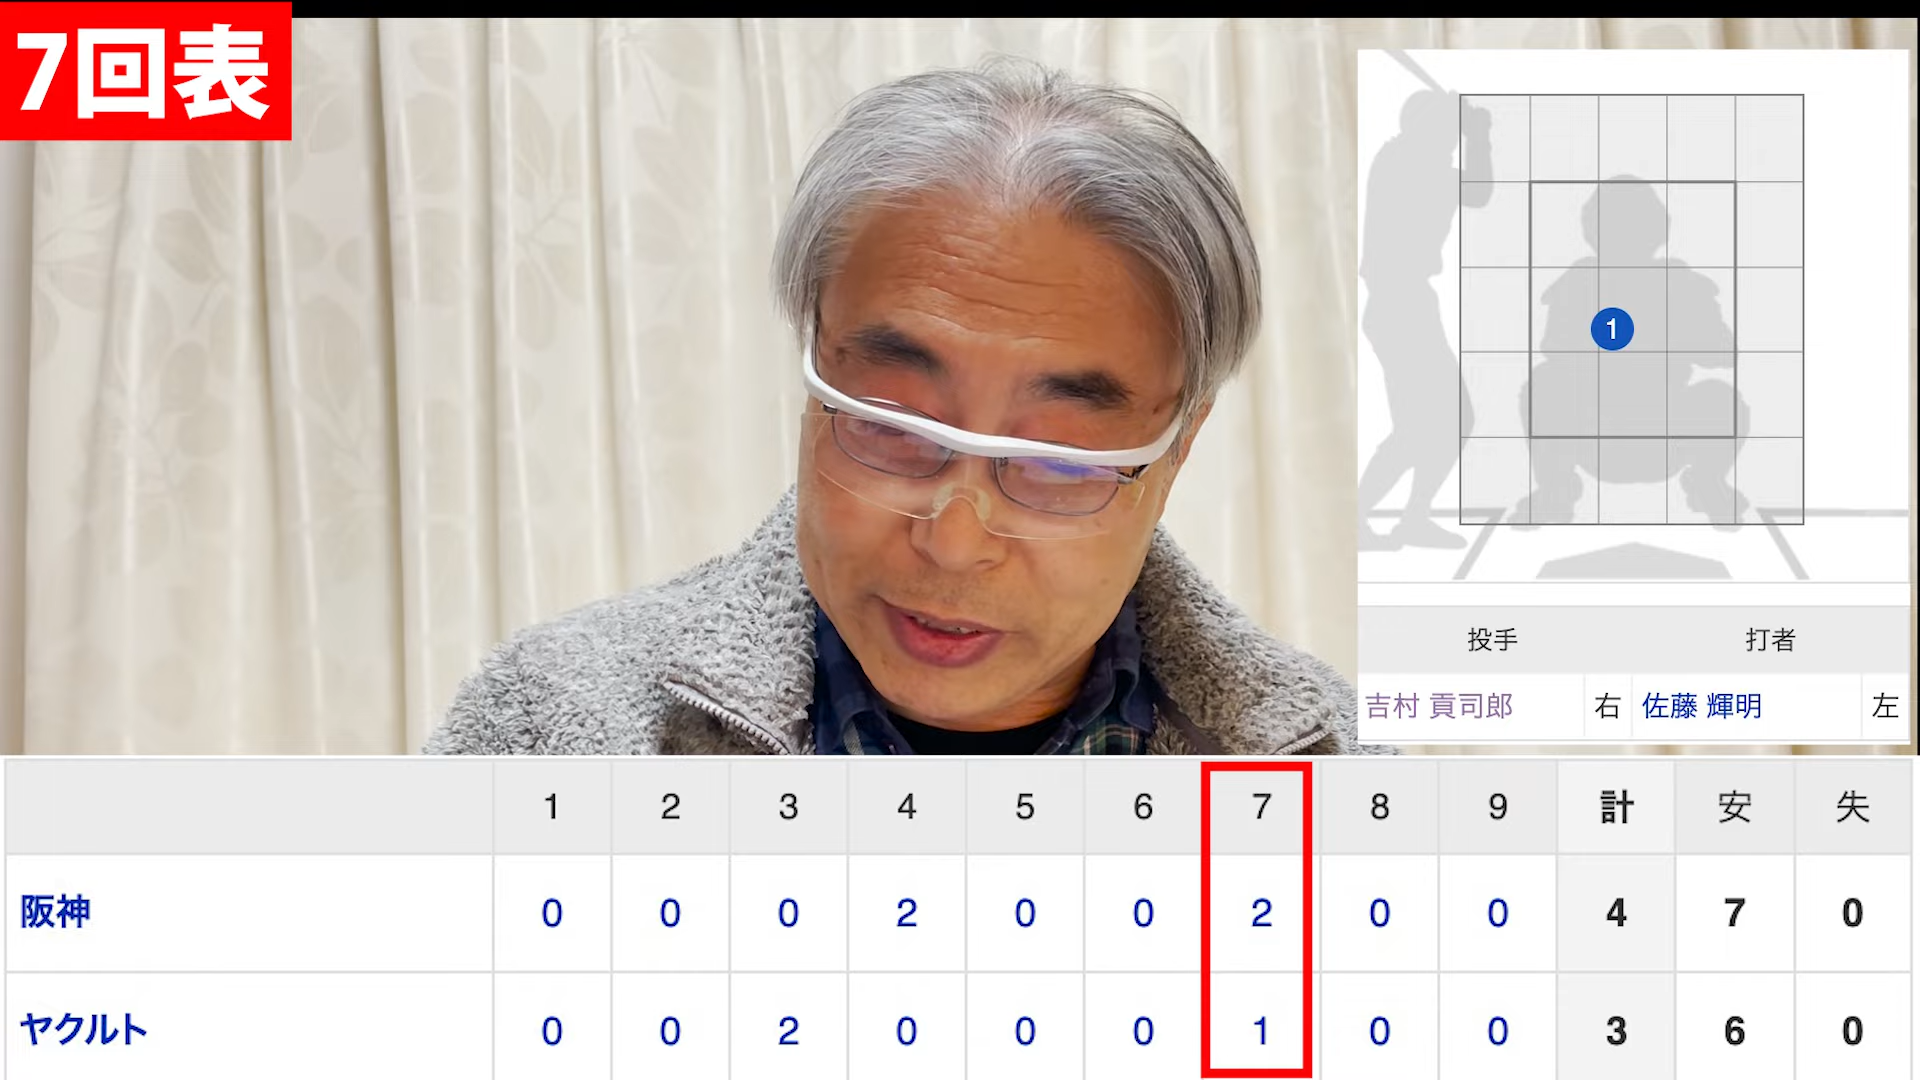 7回表
1
投手 打者
吉村 貢司郎 右 佐藤 輝明 左
1 2 3 4 5 6 7 8 9 計 安 失
阪神 0 0 0 2 0 0 2 0 0 4 7 0
ヤクルト 0 0 2 0 0 0 1 0 0 3 6 0